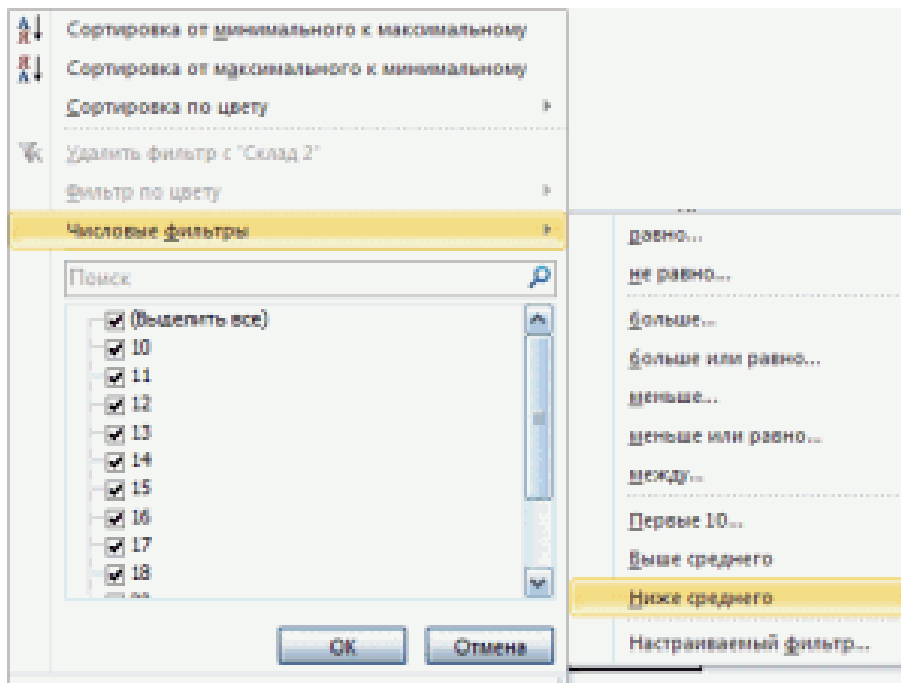 Сортировка от минимального к максимальному
Сортировка от максимального к минимальному
Сортировка по цвету
Удалить фильтр с "Склад 2"
Фильтр по цвету
Числовые фильтры
Поиск
(Выделить все)
10
11
12
13
14
15
16
17
18
ОК
Отмена
равно...
не равно...
больше...
больше или равно...
меньше...
меньше или равно...
между...
Первые 10...
Выше среднего
Ниже среднего
Настраиваемый фильтр...